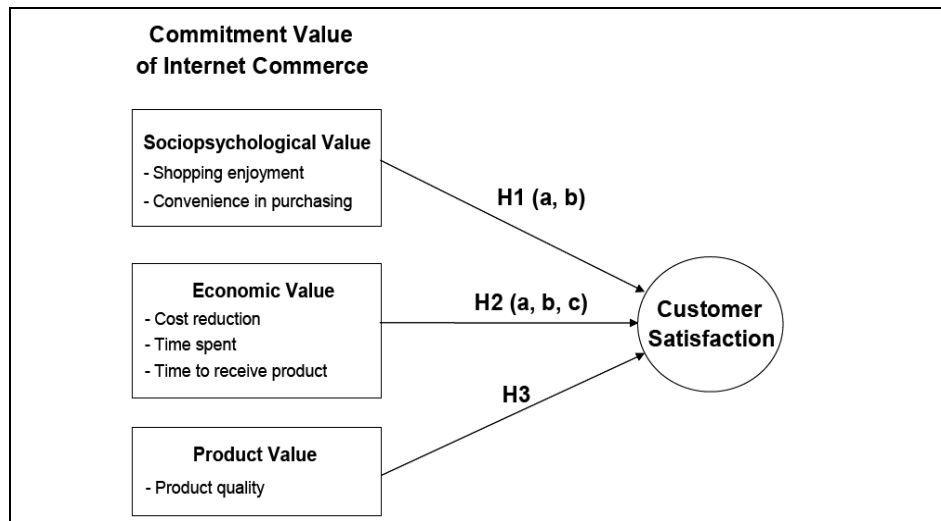 Commitment Value
of Internet Commerce
Sociopsychological Value
- Shopping enjoyment
- Convenience in purchasing
H1 (a, b)
Economic Value
- Cost reduction
- Time spent
- Time to receive product
H2 (a, b, c)
Customer
Satisfaction
H3
Product Value
- Product quality